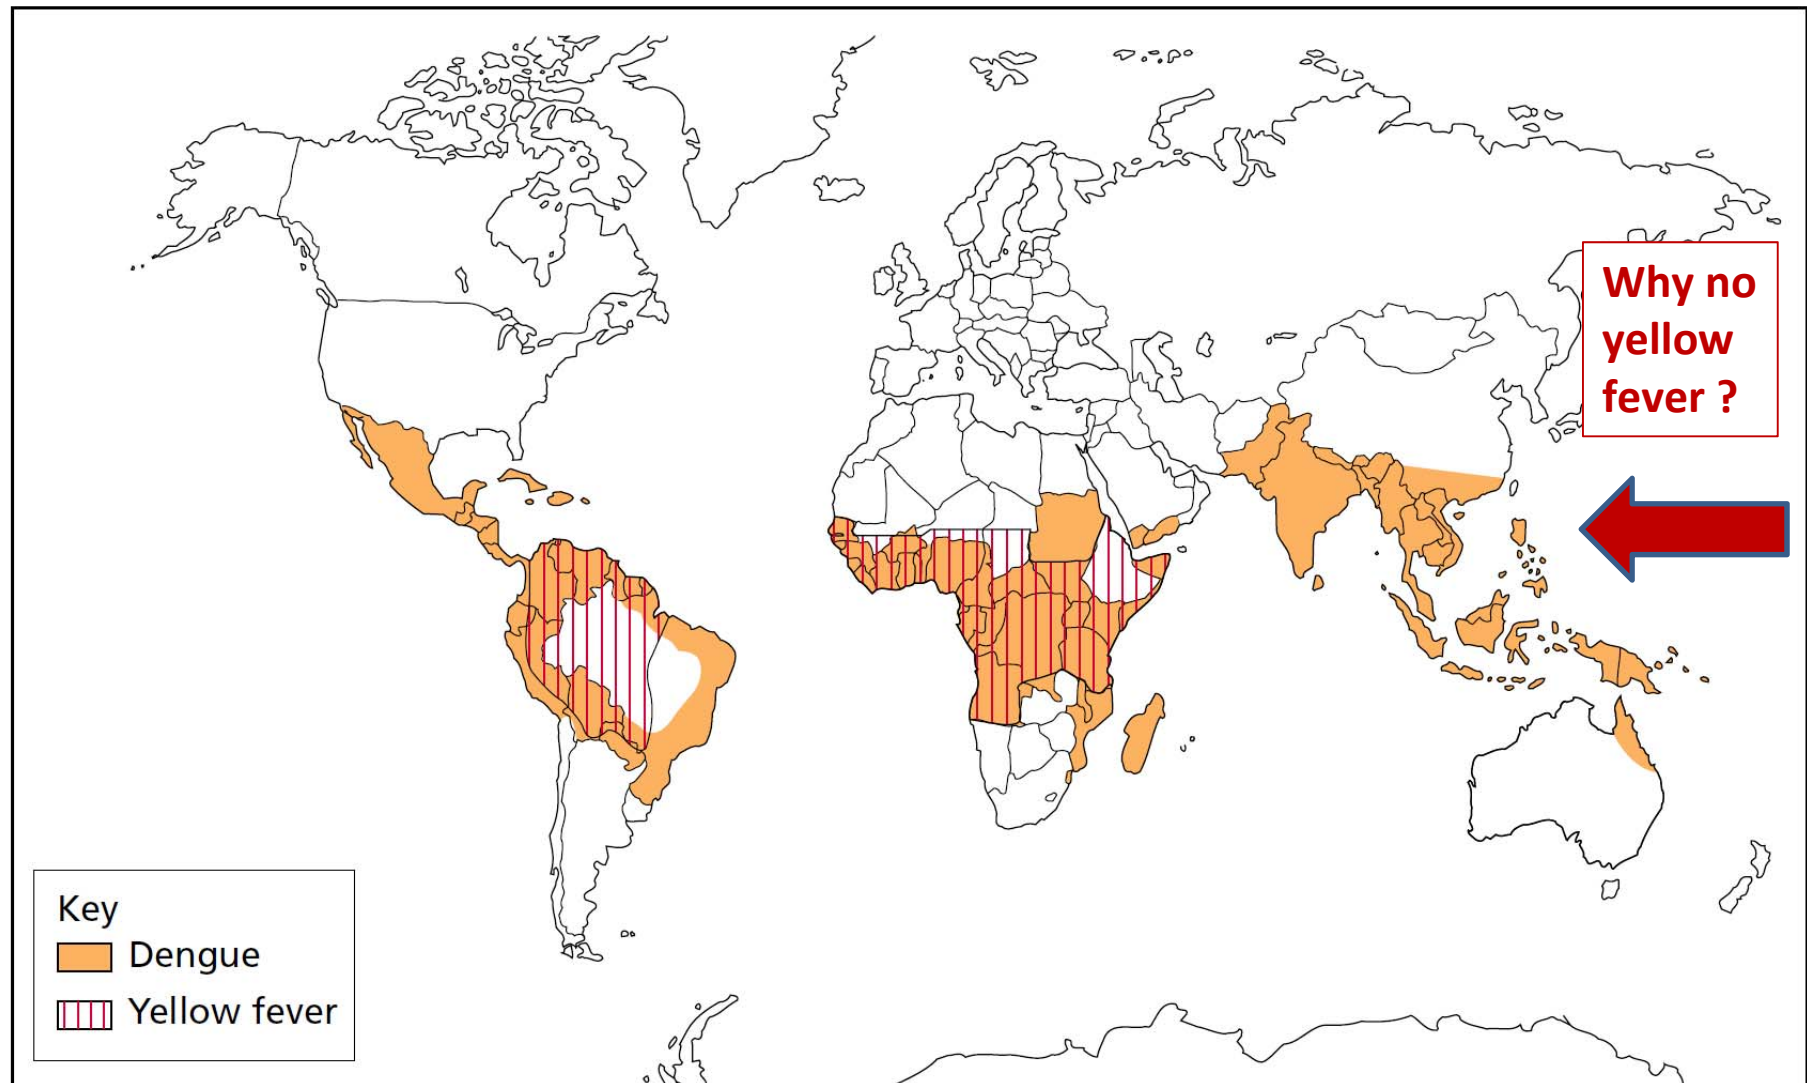 Why no
yellow
fever ?
Key
Dengue
Yellow fever